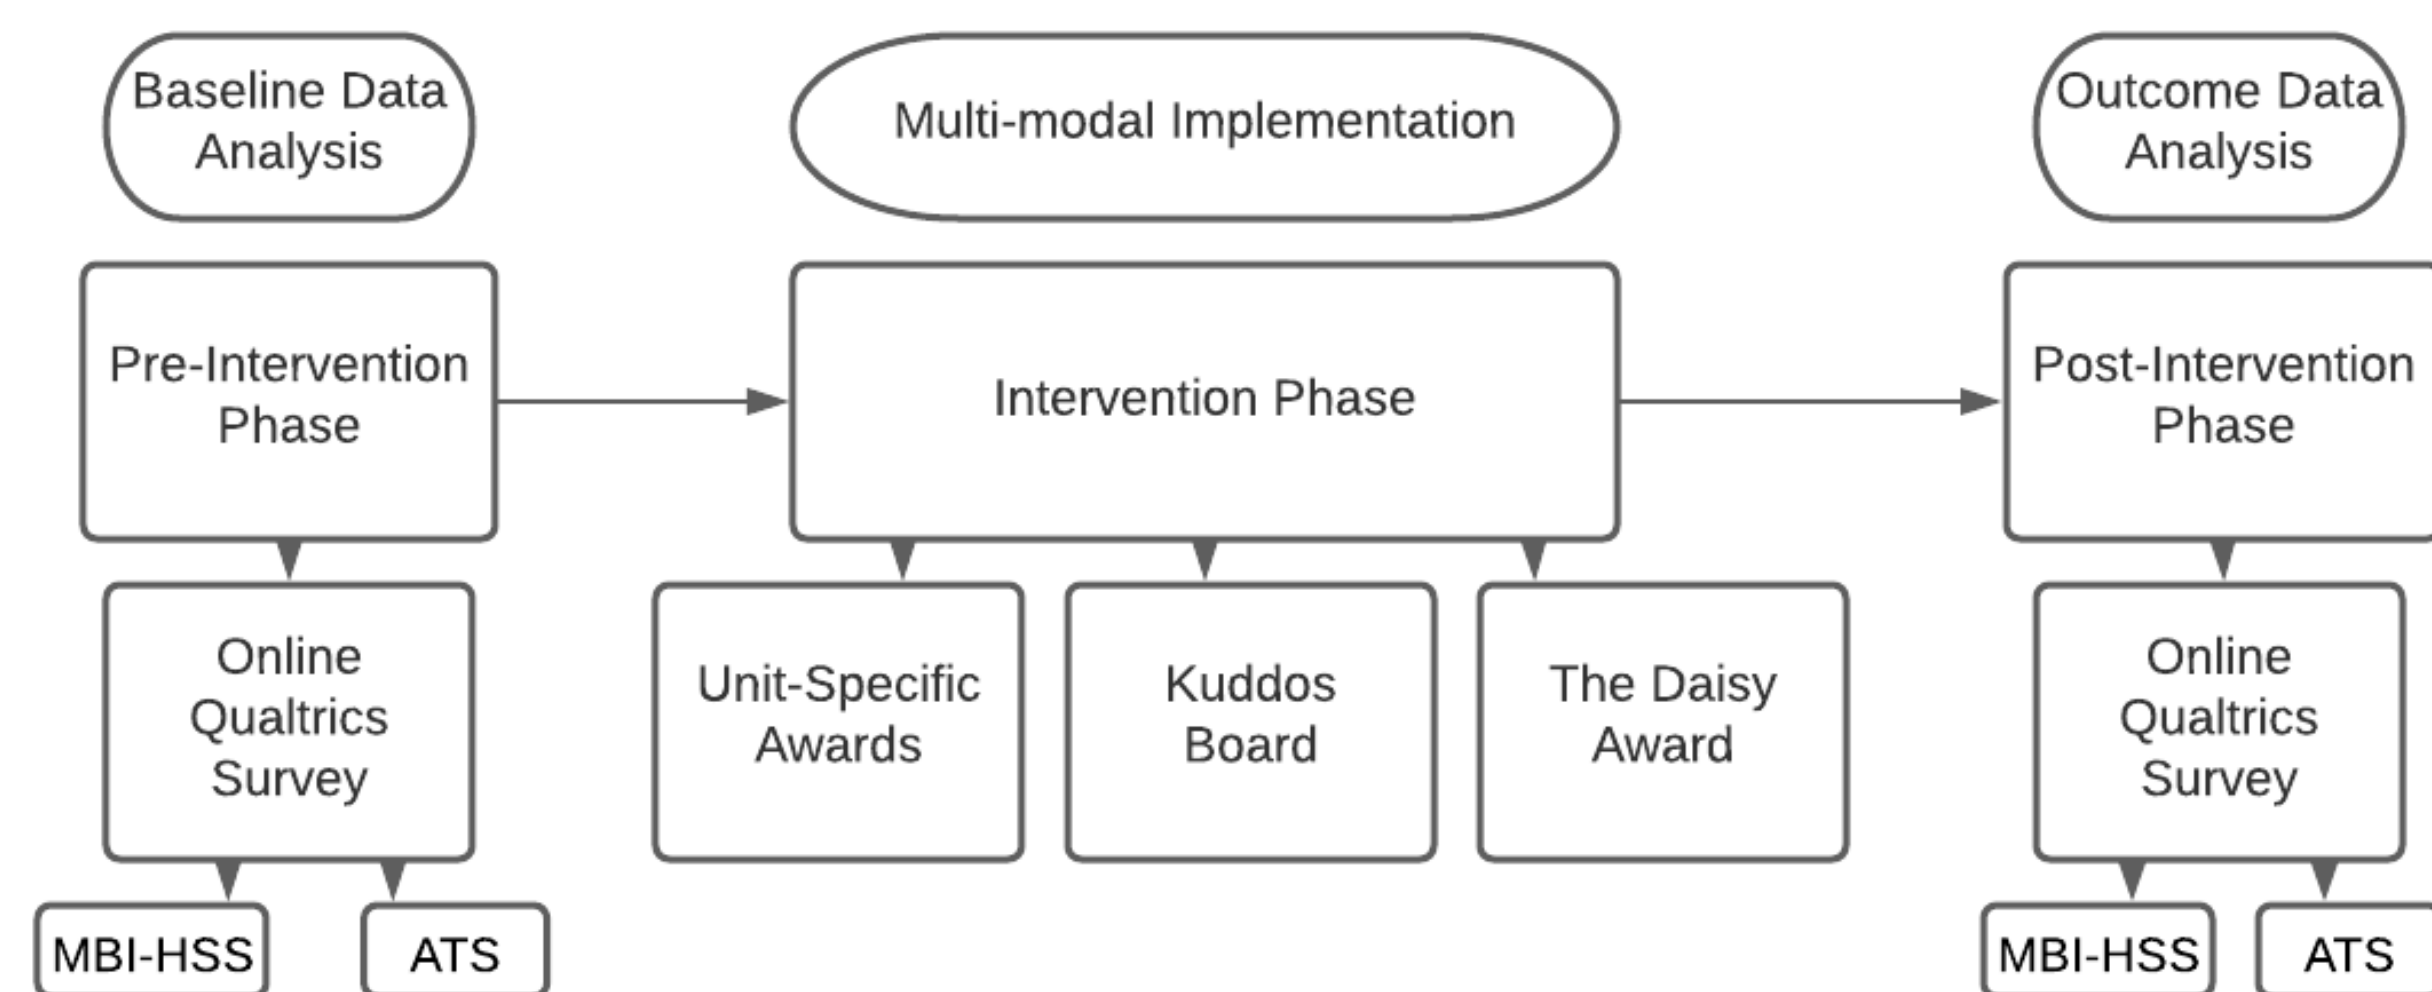 Baseline Data
Analysis
Multi-modal Implementation
Outcome Data
Analysis
Pre-Intervention
Phase
Intervention Phase
Post-Intervention
Phase
Online
Qualtrics
Survey
Unit-Specific
Awards
Kuddos
Board
The Daisy
Award
Online
Qualtrics
Survey
MBI-HSS
ATS
MBI-HSS
ATS